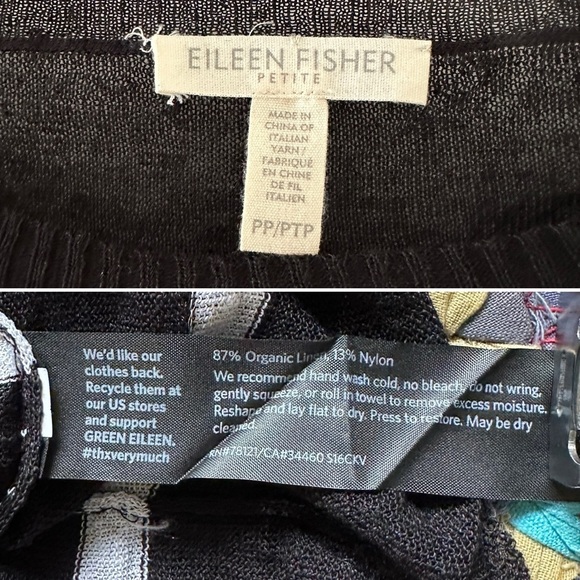 EILEEN FISHER
PETITE
MADE IN
CHINA OF
ITALIAN
YARN /
FABRIQUÉ
EN CHINE
DE FIL
ITALIEN
PP/PTP
We'd like our
clothes back.
Recycle them at
our US stores
and support
GREEN EILEEN.
#thxverymuch
87% Organic Linen, 13% Nylon
We recommend hand wash cold, no bleach, do not wring,
gently squeeze, or roll in towel to remove excess moisture.
Reshape and lay flat to dry. Press to restore. May be dry
cleaned.
RN#78121/CA#34460 S16CKV